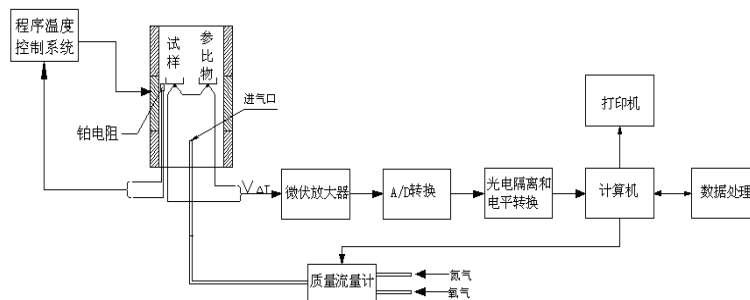 程序温度
控制系统
试样
参比物
进气口
铂电阻
V ΔT
微伏放大器
A/D转换
光电隔离和
电平转换
打印机
计算机
数据处理
质量流量计
氮气
氧气